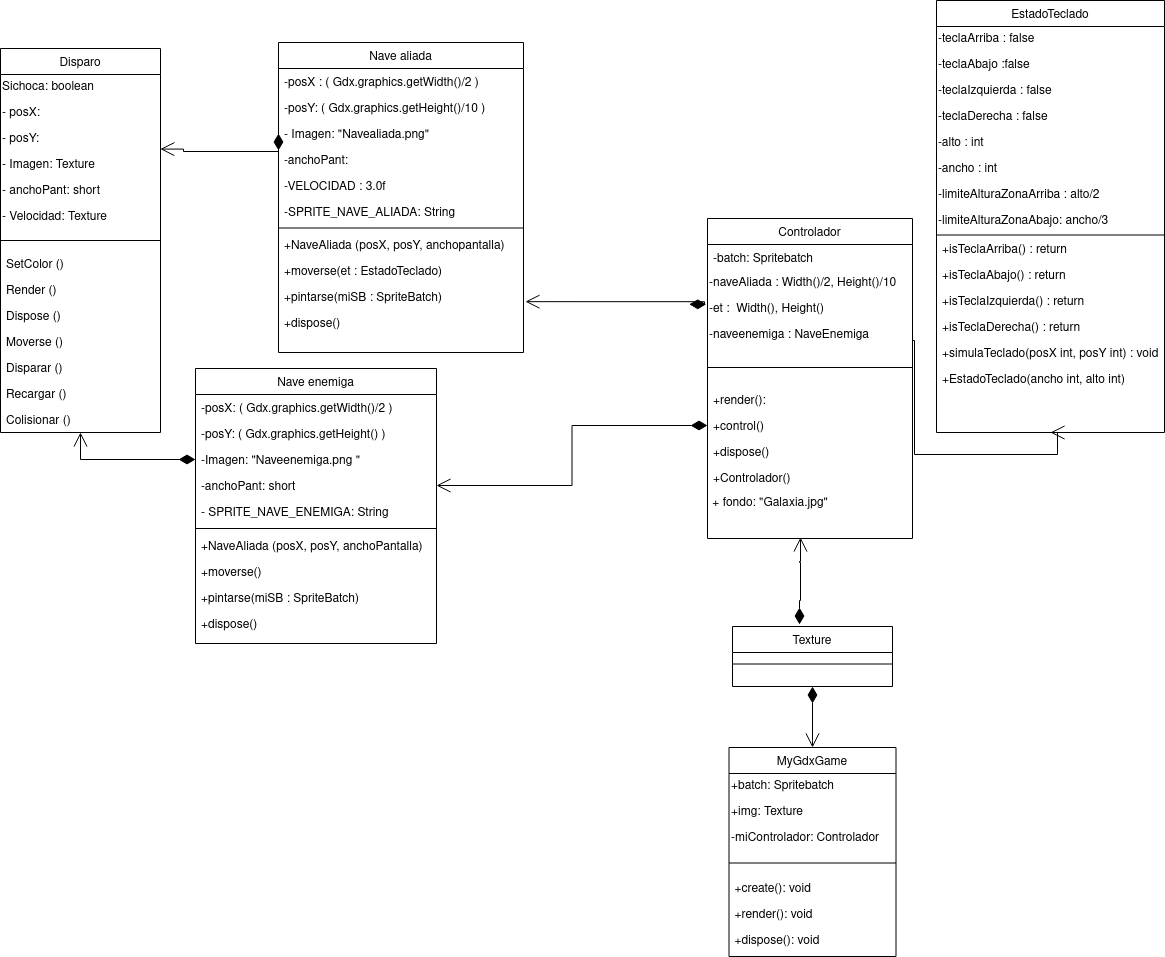 Disparo
Sichoca: boolean
- posX:
- posY:
- Imagen: Texture
- anchoPant: short
- Velocidad: Texture
SetColor ()
Render ()
Dispose ()
Moverse ()
Disparar ()
Recargar ()
Colisionar ()
Nave aliada
-posX : ( Gdx.graphics.getWidth()/2 )
-posY: ( Gdx.graphics.getHeight()/10 )
- Imagen: "Navealiada.png"
-anchoPant:
-VELOCIDAD : 3.0f
-SPRITE_NAVE_ALIADA: String
+NaveAliada (posX, posY, anchopantalla)
+moverse(et : EstadoTeclado)
+pintarse(miSB : SpriteBatch)
+dispose()
Nave enemiga
-posX: ( Gdx.graphics.getWidth()/2 )
-posY: ( Gdx.graphics.getHeight() )
-Imagen: "Naveenemiga.png "
-anchoPant: short
- SPRITE_NAVE_ENEMIGA: String
+NaveAliada (posX, posY, anchoPantalla)
+moverse()
+pintarse(miSB : SpriteBatch)
+dispose()
Controlador
-batch: Spritebatch
-naveAliada : Width()/2, Height()/10
-et :  Width(), Height()
-naveenemiga : NaveEnemiga
+render():
+control()
+dispose()
+Controlador()
+ fondo: "Galaxia.jpg"
EstadoTeclado
-teclaArriba : false
-teclaAbajo :false
-teclaIzquierda : false
-teclaDerecha : false
-alto : int
-ancho : int
-limiteAlturaZonaArriba : alto/2
-limiteAlturaZonaAbajo: ancho/3
+isTeclaArriba() : return
+isTeclaAbajo() : return
+isTeclaIzquierda() : return
+isTeclaDerecha() : return
+simulaTeclado(posX int, posY int) : void
+EstadoTeclado(ancho int, alto int)
Texture
MyGdxGame
+batch: Spritebatch
+img: Texture
-miControlador: Controlador
+create(): void
+render(): void
+dispose(): void